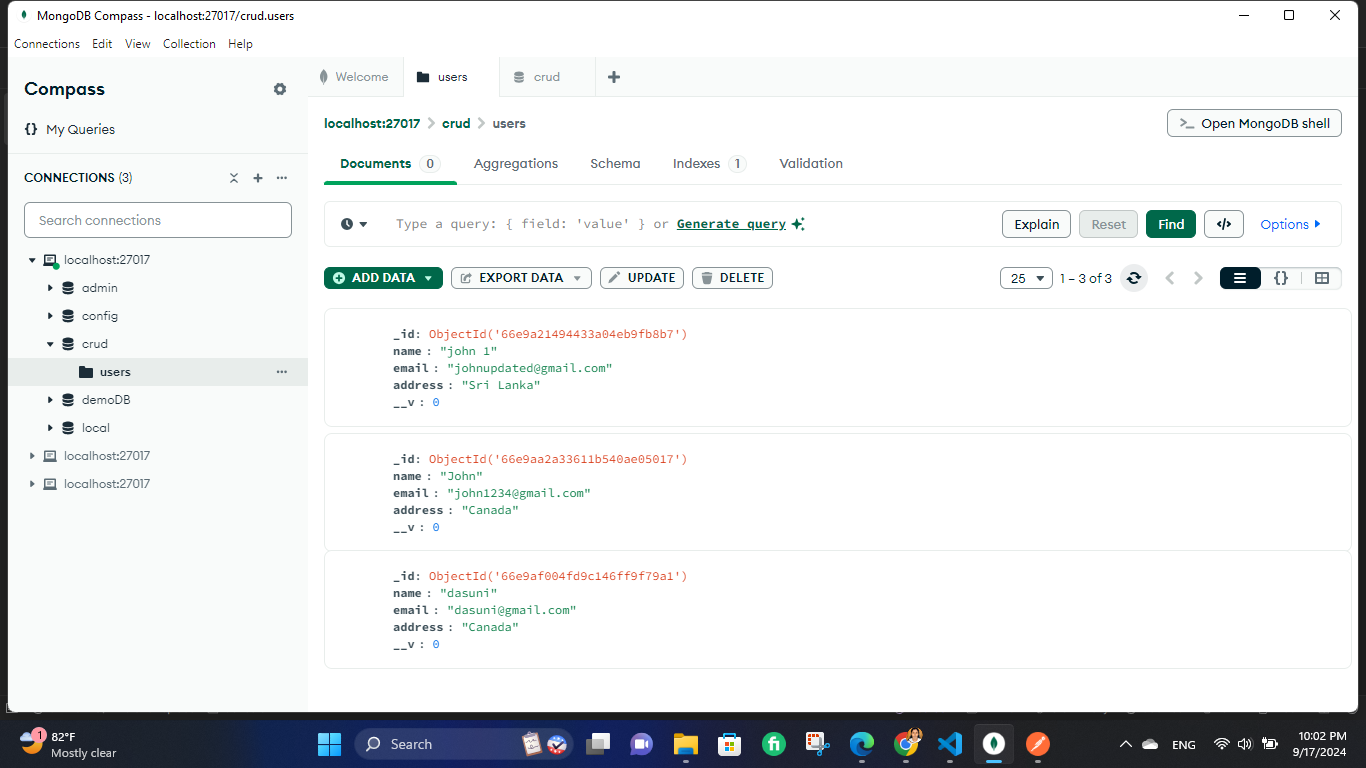 MongoDB Compass - localhost:27017/crud.users
Connections Edit View Collection Help
Compass
{} My Queries
CONNECTIONS (3)
Search connections
localhost:27017
admin
config
crud
users
demoDB
local
localhost:27017
localhost:27017
Welcome users crud
localhost:27017 > crud > users
>_ Open MongoDB shell
Documents 0 Aggregations Schema Indexes 1 Validation
Type a query: { field: 'value' } or Generate query
Explain Reset Find </> Options
ADD DATA EXPORT DATA UPDATE DELETE
25 1 – 3 of 3 {}
_id: ObjectId('66e9a21494433a04eb9fb8b7')
name : "john 1"
email : "johnupdated@gmail.com"
address : "Sri Lanka"
__v : 0
_id: ObjectId('66e9aa2a33611b540ae05017')
name : "John"
email : "john1234@gmail.com"
address : "Canada"
__v : 0
_id: ObjectId('66e9af004fd9c146ff9f79a1')
name : "dasuni"
email : "dasuni@gmail.com"
address : "Canada"
__v : 0
1 82°F
Mostly clear
Search
fi
ENG
10:02 PM
9/17/2024